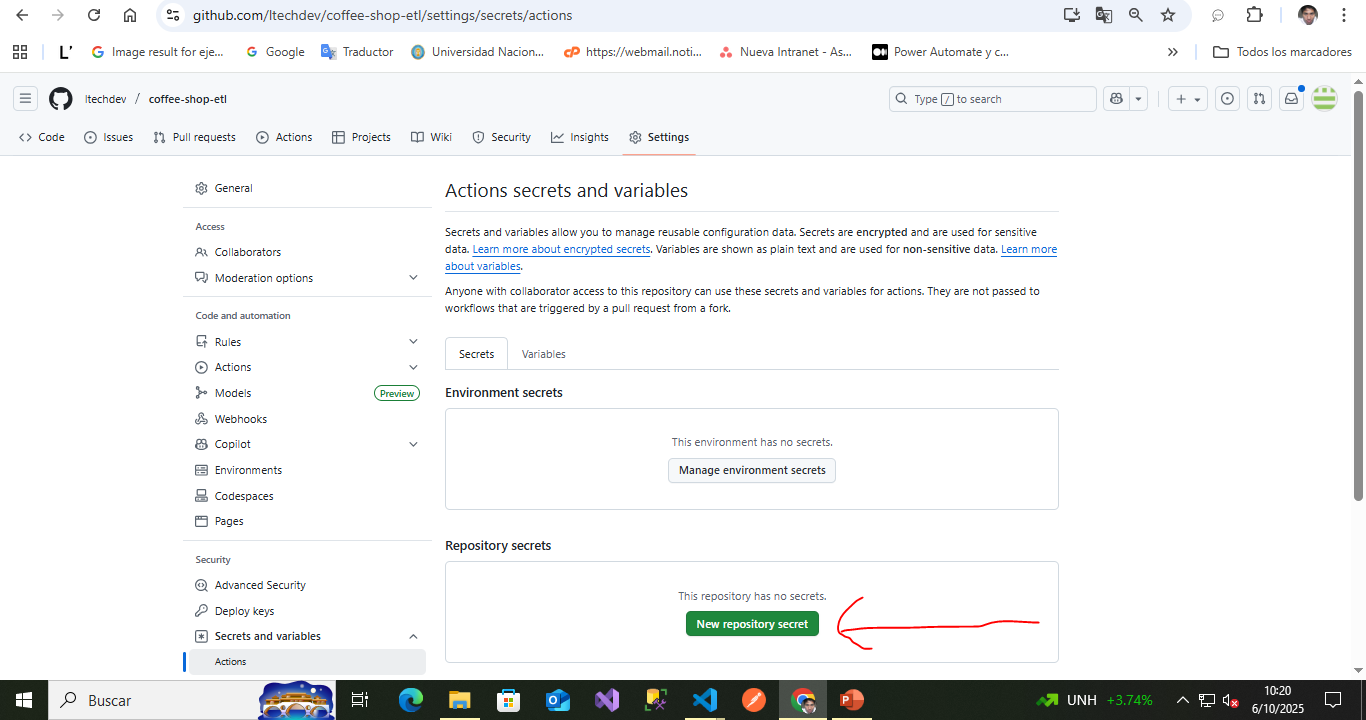 github.com/ltechdev/coffee-shop-etl/settings/secrets/actions
L' Image result for eje... Google Traductor Universidad Nacion... https://webmail.noti... Nueva Intranet - As... Power Automate y c... » Todos los marcadores
ltechdev / coffee-shop-etl
Type / to search
Code Issues Pull requests Actions Projects Wiki Security Insights Settings
General
Access
Collaborators
Moderation options
Code and automation
Rules
Actions
Models Preview
Webhooks
Copilot
Environments
Codespaces
Pages
Security
Advanced Security
Deploy keys
Secrets and variables
Actions
Actions secrets and variables
Secrets and variables allow you to manage reusable configuration data. Secrets are encrypted and are used for sensitive
data. Learn more about encrypted secrets. Variables are shown as plain text and are used for non-sensitive data. Learn more
about variables.
Anyone with collaborator access to this repository can use these secrets and variables for actions. They are not passed to
workflows that are triggered by a pull request from a fork.
Secrets Variables
Environment secrets
This environment has no secrets.
Manage environment secrets
Repository secrets
This repository has no secrets.
New repository secret
Buscar
UNH +3.74%
10:20
6/10/2025